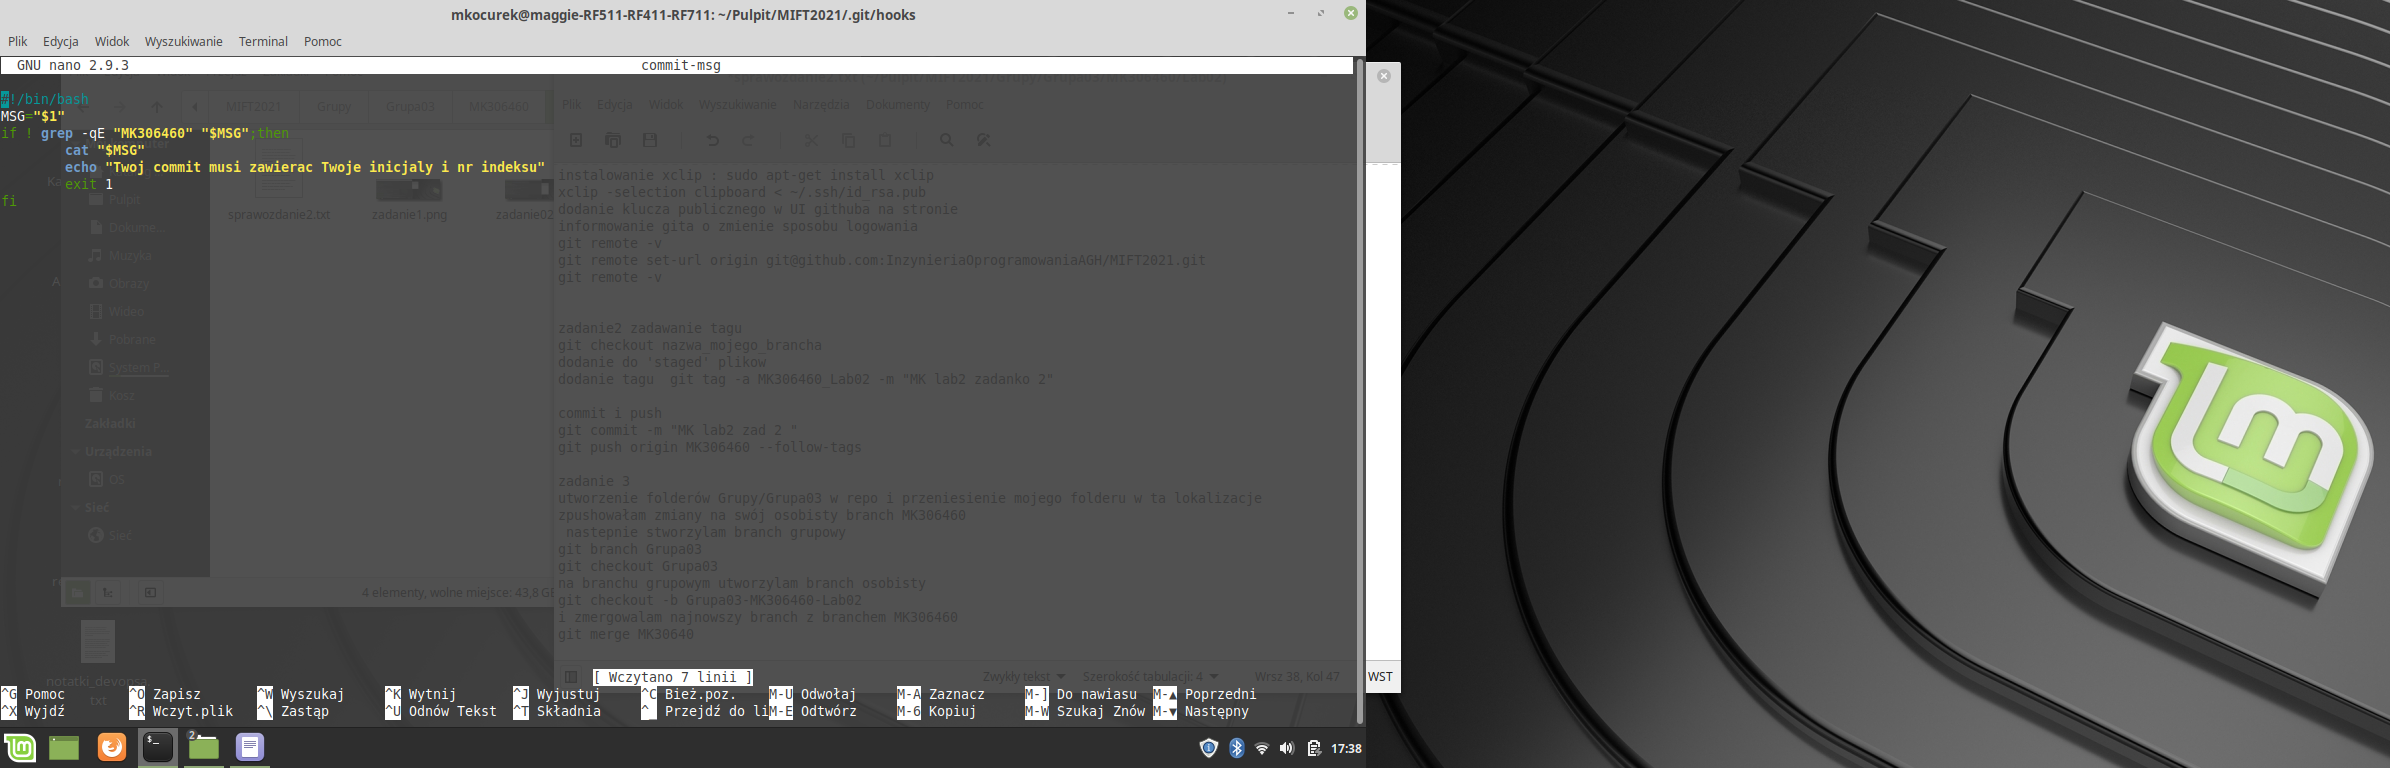 mkocurek@maggie-RF511-RF411-RF711: ~/Pulpit/MIFT2021/.git/hooks
Plik Edycja Widok Wyszukiwanie Terminal Pomoc
GNU nano 2.9.3 commit-msg
#!/bin/bash
MSG="$1"
if ! grep -qE "MK306460" "$MSG";then
cat "$MSG"
echo "Twoj commit musi zawierac Twoje inicjaly i nr indeksu"
exit 1
fi
MIFT2021 Grupy Grupa03 MK306460
Pulpit
Dokume...
Muzyka
Obrazy
Wideo
Pobrane
System P...
Kosz
Zakładki
Urządzenia
OS
Sieć
Sieć
sprawozdanie2.txt zadanie1.png zadanie02
4 elementy, wolne miejsce: 43,8 GB
Plik Edycja Widok Wyszukiwanie Narzędzia Dokumenty Pomoc
instalowanie xclip : sudo apt-get install xclip
xclip -selection clipboard < ~/.ssh/id_rsa.pub
dodanie klucza publicznego w UI githuba na stronie
informowanie gita o zmienie sposobu logowania
git remote -v
git remote set-url origin git@github.com:InzynieriaOprogramowaniaAGH/MIFT2021.git
git remote -v
zadanie2 zadawanie tagu
git checkout nazwa_mojego_brancha
dodanie do 'staged' plikow
dodanie tagu git tag -a MK306460_Lab02 -m "MK lab2 zadanko 2"
commit i push
git commit -m "MK lab2 zad 2 "
git push origin MK306460 --follow-tags
zadanie 3
utworzenie folderów Grupy/Grupa03 w repo i przeniesienie mojego folderu w ta lokalizacje
zpushowałam zmiany na swój osobisty branch MK306460
nastepnie stworzylam branch grupowy
git branch Grupa03
git checkout Grupa03
na branchu grupowym utworzylam branch osobisty
git checkout -b Grupa03-MK306460-Lab02
i zmergowalam najnowszy branch z branchem MK306460
git merge MK30640
Zwykły tekst Szerokość tabulacji: 4 Wrsz 38, Kol 47 WST
notatki_devopsa.
txt
[ Wczytano 7 linii ]
^G Pomoc ^O Zapisz ^W Wyszukaj ^K Wytnij ^J Wyjustuj ^C Bież.poz. M-U Odwołaj M-A Zaznacz M-] Do nawiasu M-▲ Poprzedni
^X Wyjdź ^R Wczyt.plik ^\ Zastąp ^U Odnów Tekst ^T Składnia ^_ Przejdź do li M-E Odtwórz M-6 Kopiuj M-W Szukaj Znów M-▼ Następny
2
17:38